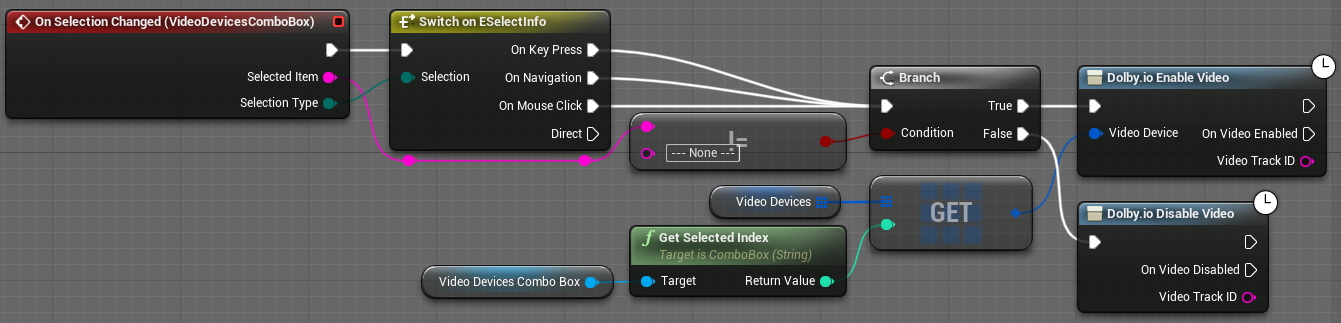 On Selection Changed (VideoDevicesComboBox)
Selected Item
Selection Type
Switch on ESelectInfo
Selection
On Key Press
On Navigation
On Mouse Click
Direct
!=
--- None ---
Branch
Condition
True
False
Dolby.io Enable Video
Video Device
On Video Enabled
Video Track ID
Video Devices
GET
Get Selected Index
Target is ComboBox (String)
Target
Return Value
Video Devices Combo Box
Dolby.io Disable Video
On Video Disabled
Video Track ID